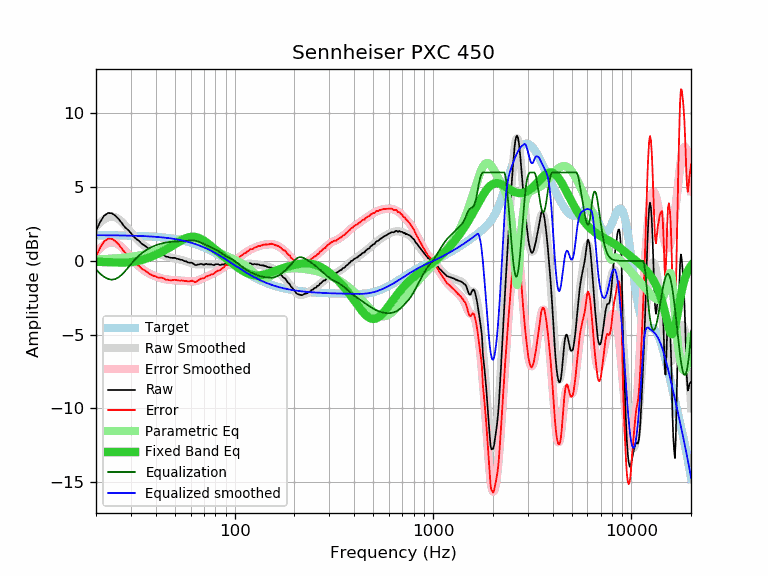 Sennheiser PXC 450
Amplitude (dBr)
10
5
0
−5
−10
−15
Target
Raw Smoothed
Error Smoothed
Raw
Error
Parametric Eq
Fixed Band Eq
Equalization
Equalized smoothed
100
1000
10000
Frequency (Hz)